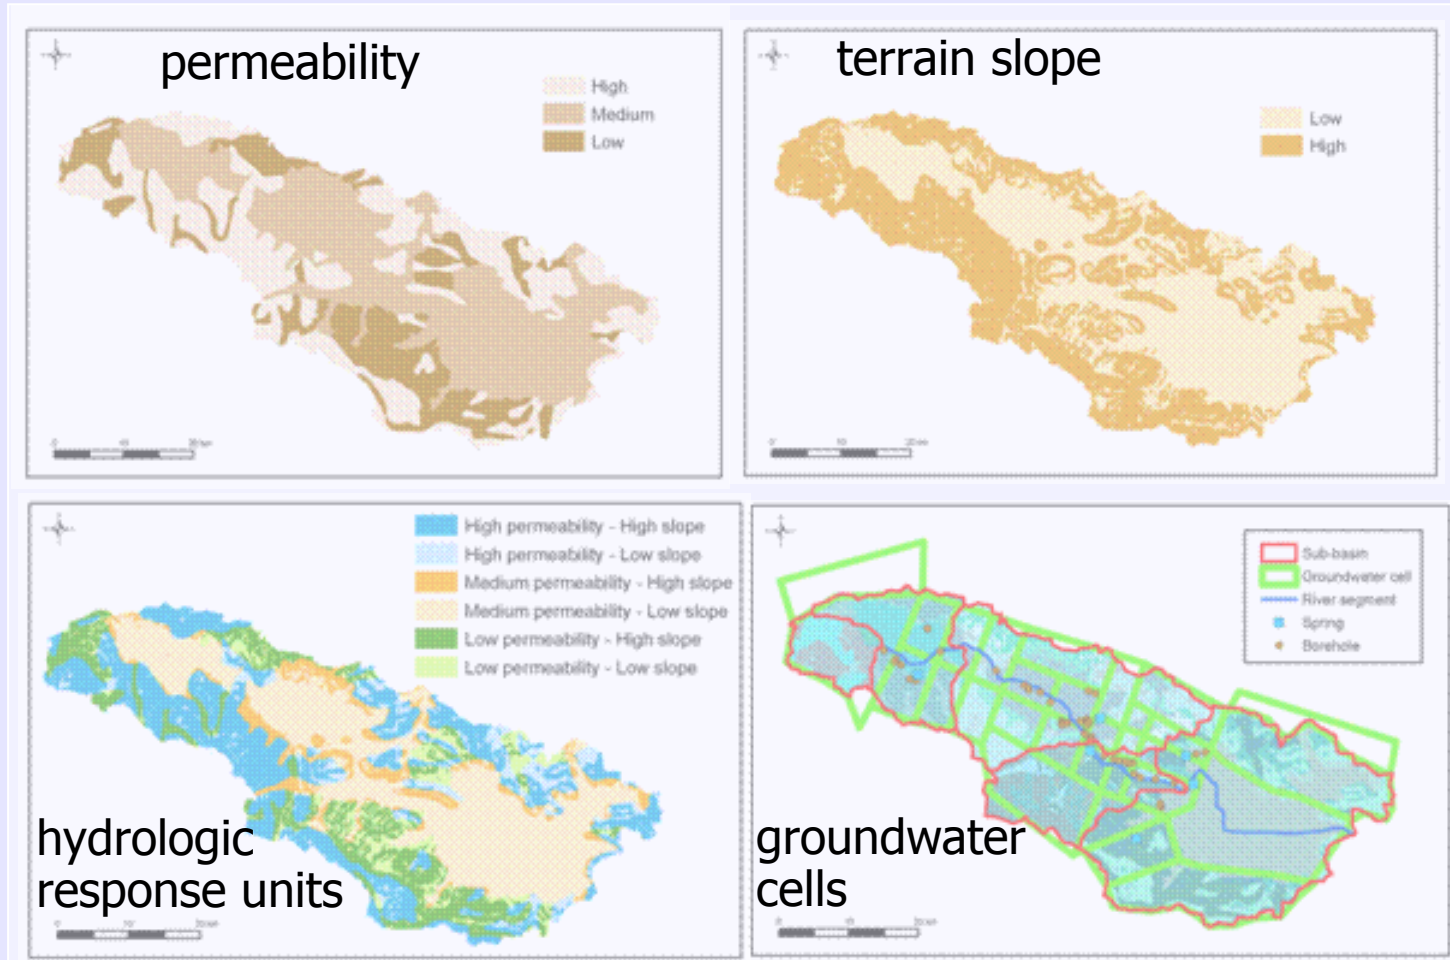 permeability
High
Medium
Low
terrain slope
Low
High
High permeability - High slope
High permeability - Low slope
Medium permeability - High slope
Medium permeability - Low slope
Low permeability - High slope
Low permeability - Low slope
hydrologic
response units
Sub-basin
Groundwater cell
River segment
Spring
Borehole
groundwater
cells